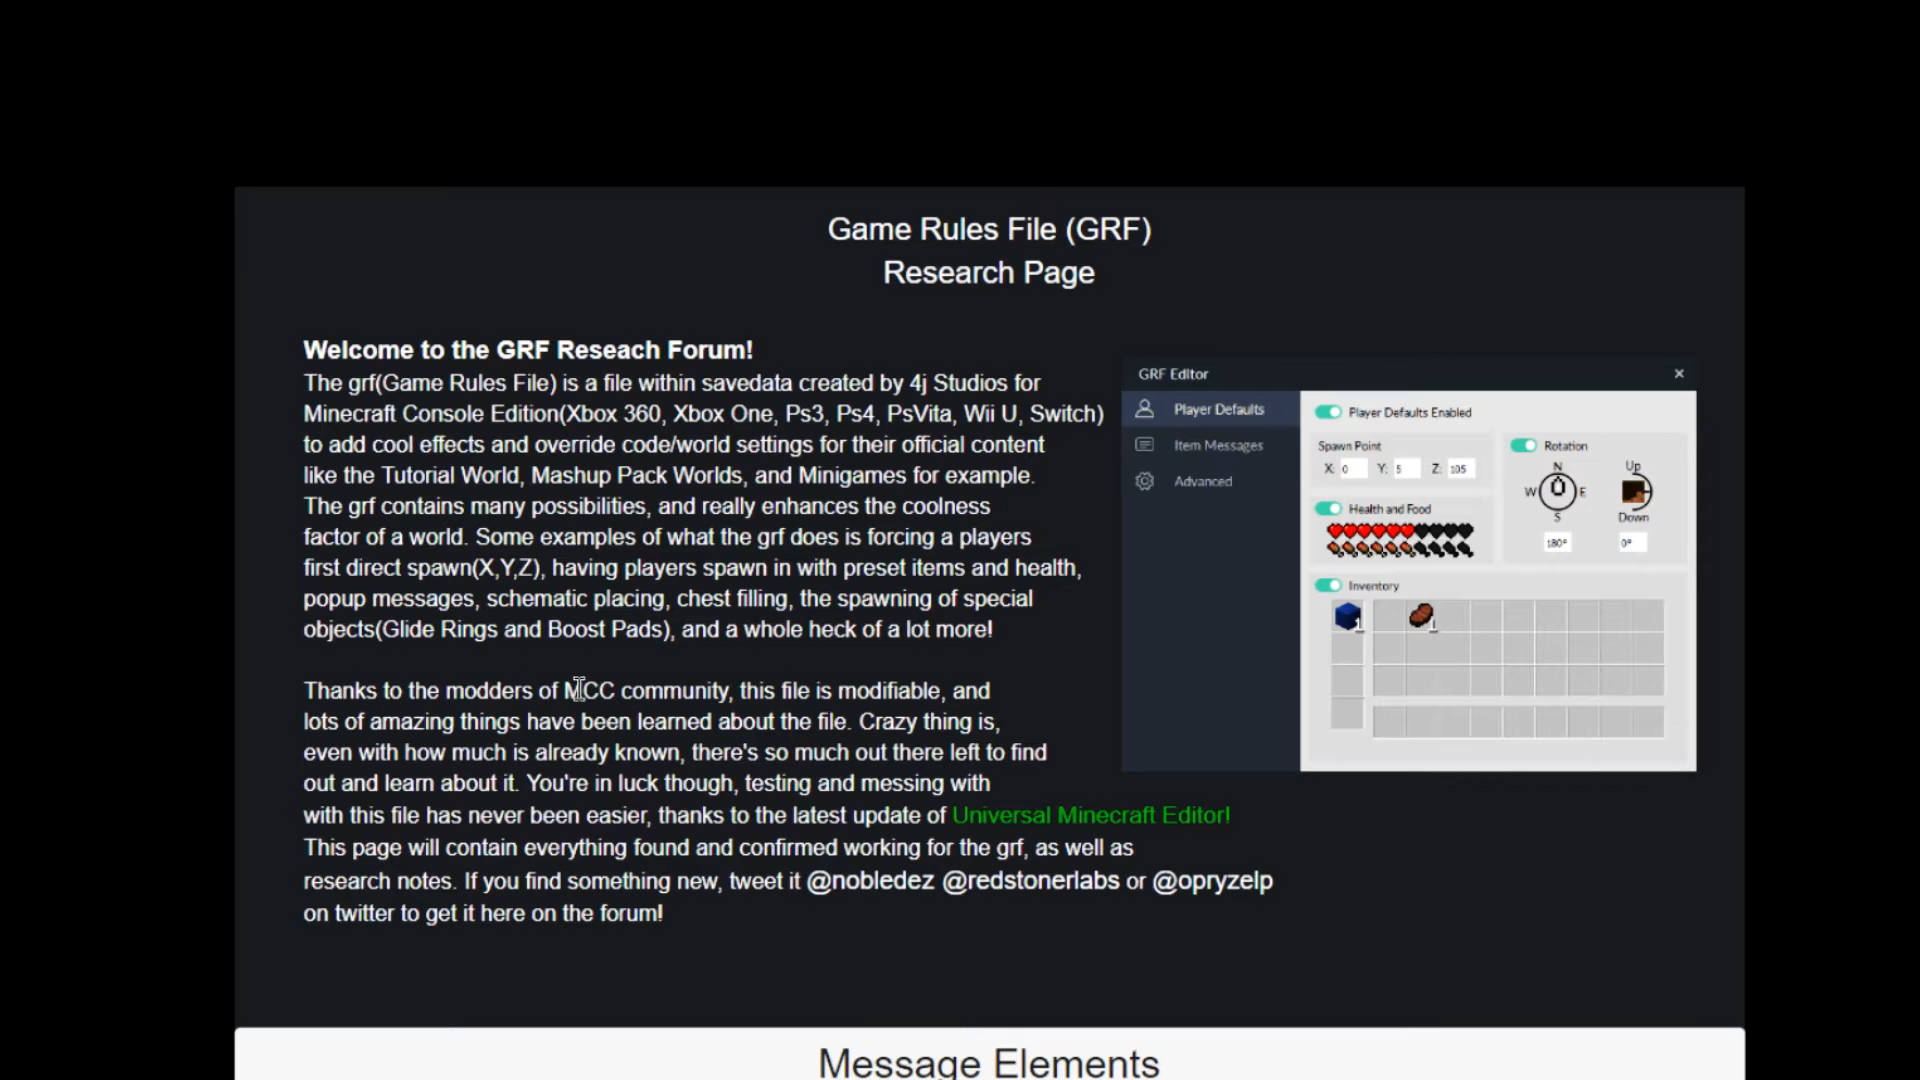 Game Rules File (GRF)
Research Page
Welcome to the GRF Reseach Forum!
The grf(Game Rules File) is a file within savedata created by 4j Studios for
Minecraft Console Edition(Xbox 360, Xbox One, Ps3, Ps4, PsVita, Wii U, Switch)
to add cool effects and override code/world settings for their official content
like the Tutorial World, Mashup Pack Worlds, and Minigames for example.
The grf contains many possibilities, and really enhances the coolness
factor of a world. Some examples of what the grf does is forcing a players
first direct spawn(X,Y,Z), having players spawn in with preset items and health,
popup messages, schematic placing, chest filling, the spawning of special
objects(Glide Rings and Boost Pads), and a whole heck of a lot more!
Thanks to the modders of MCC community, this file is modifiable, and
lots of amazing things have been learned about the file. Crazy thing is,
even with how much is already known, there's so much out there left to find
out and learn about it. You're in luck though, testing and messing with
with this file has never been easier, thanks to the latest update of Universal Minecraft Editor!
This page will contain everything found and confirmed working for the grf, as well as
research notes. If you find something new, tweet it @nobledez @redstonerlabs or @opryzelp
on twitter to get it here on the forum!
GRF Editor
Player Defaults
Item Messages
Advanced
Player Defaults Enabled
Spawn Point
X: 0 Y: 5 Z: 105
Health and Food
Rotation
N
W E
S
180°
Up
Down
0°
Inventory
1
1
Message Elements